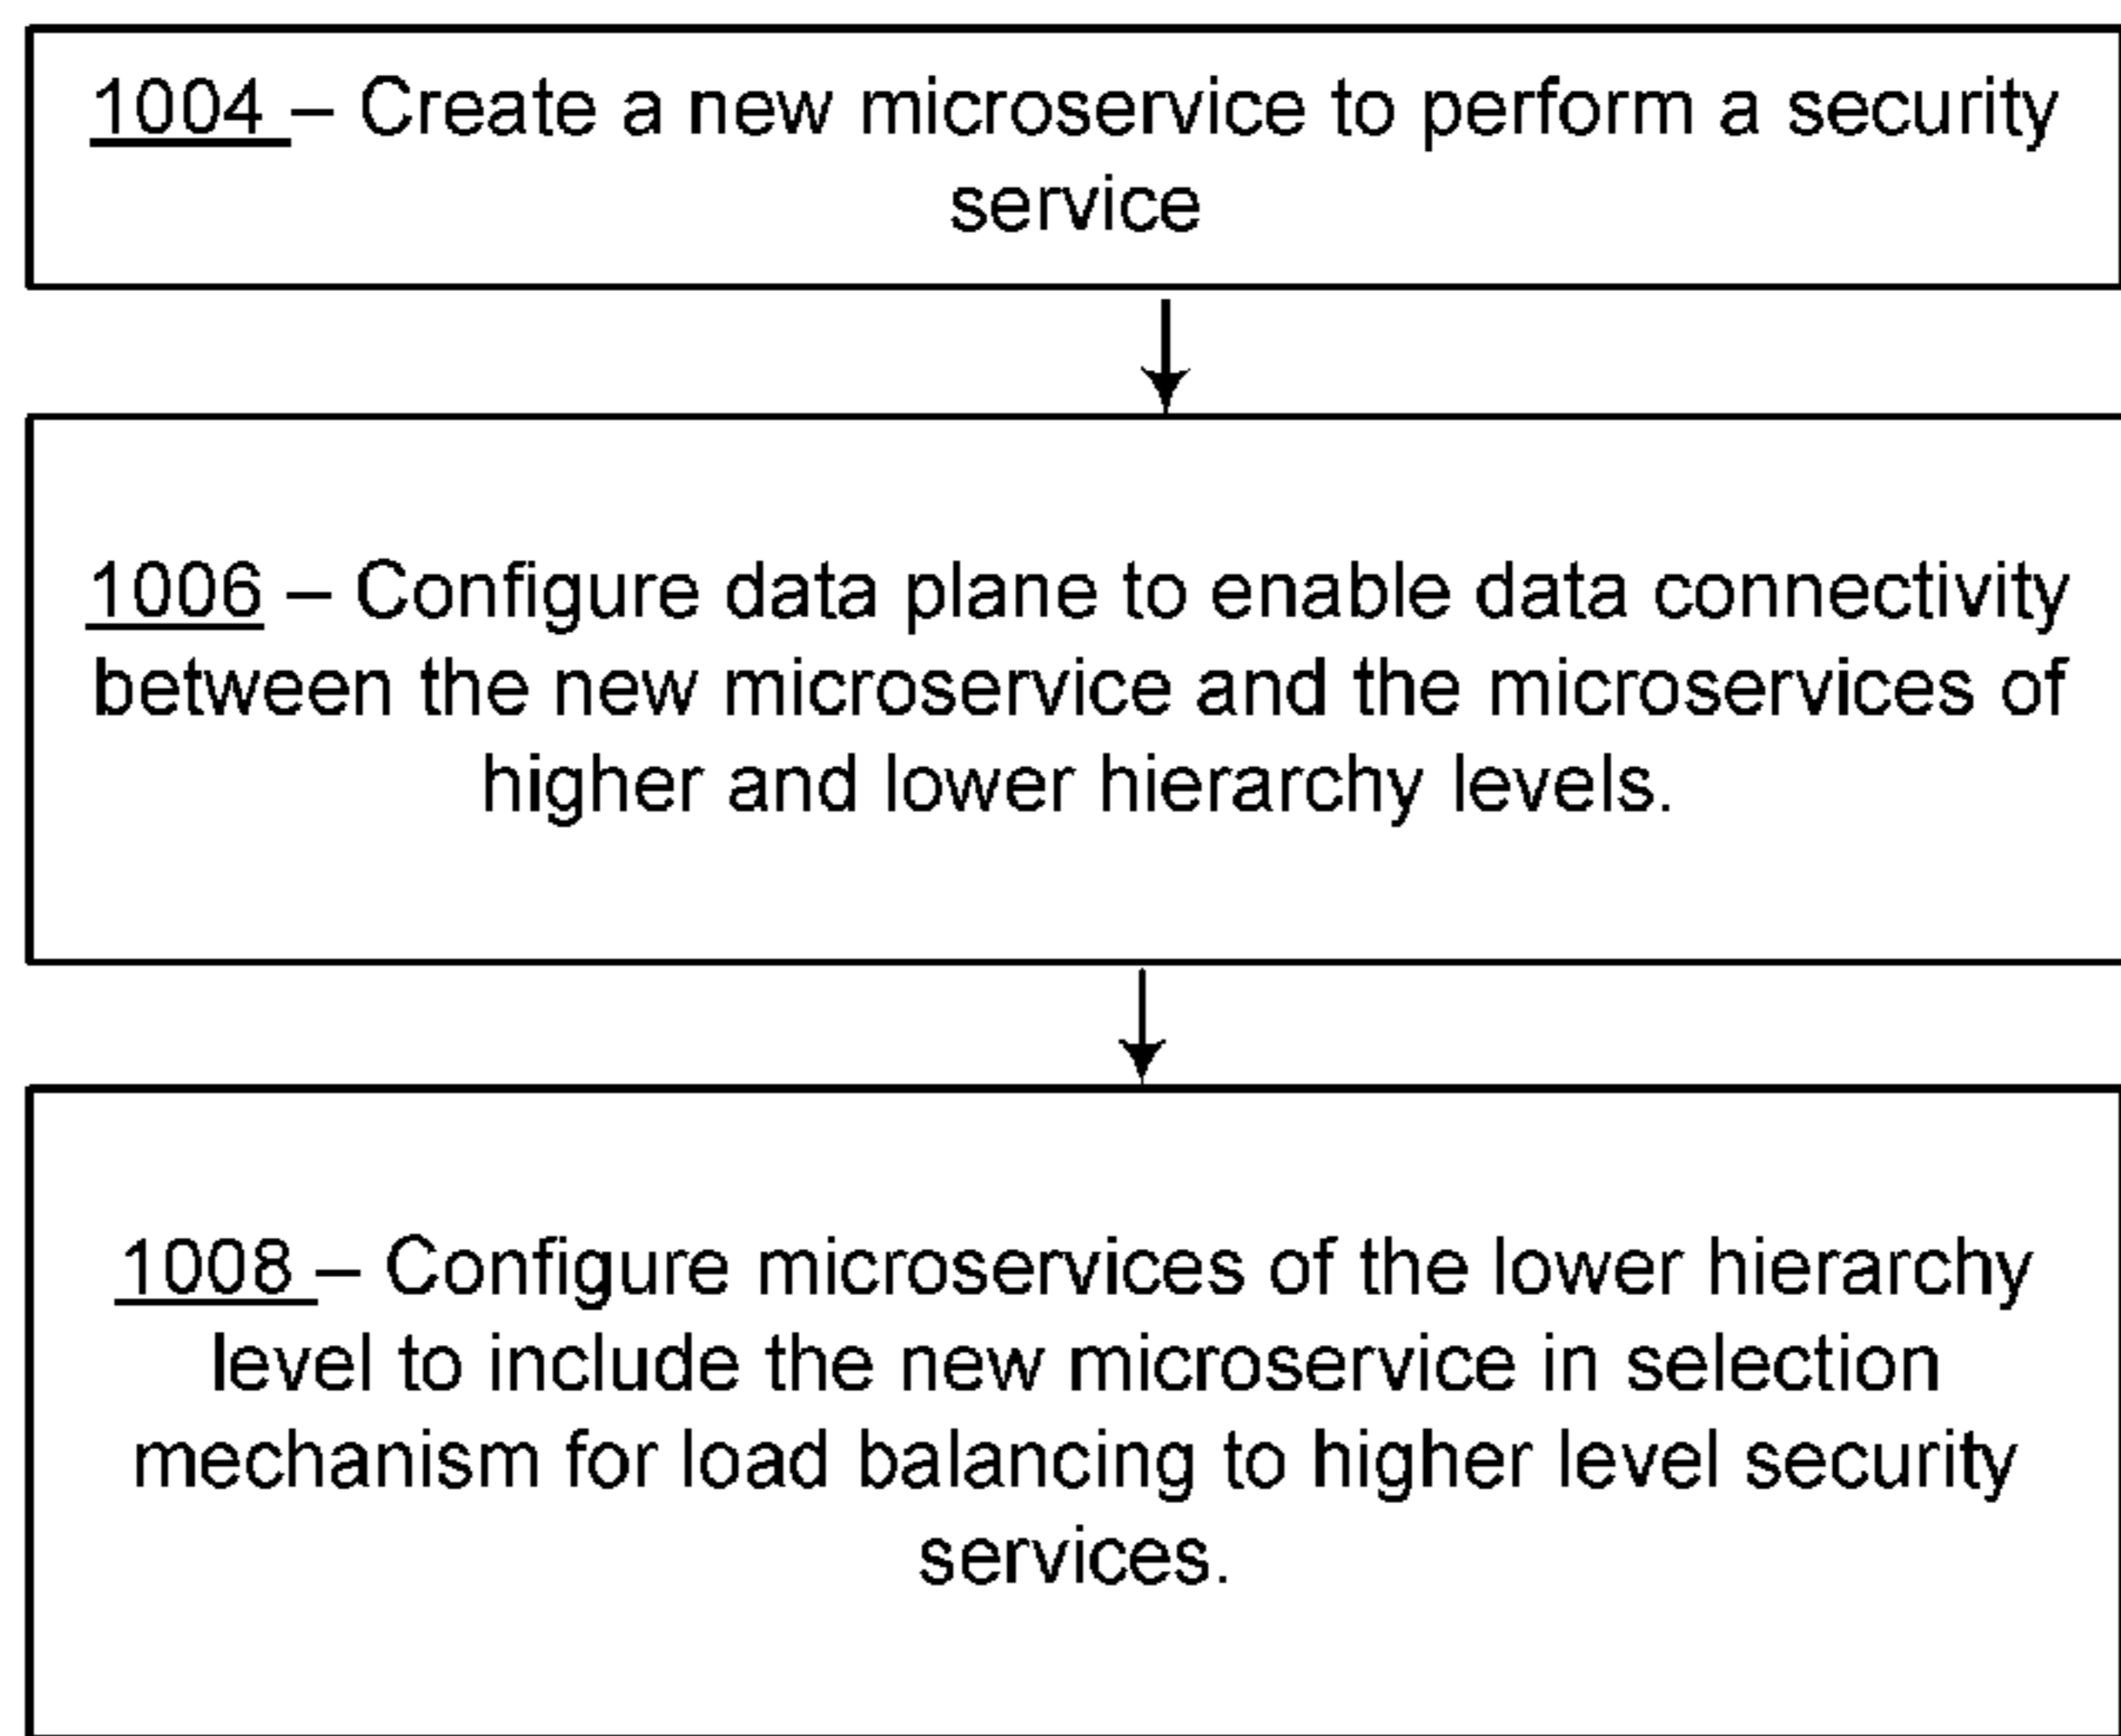 1004 – Create a new microservice to perform a security
service
1006 – Configure data plane to enable data connectivity
between the new microservice and the microservices of
higher and lower hierarchy levels.
1008 – Configure microservices of the lower hierarchy
level to include the new microservice in selection
mechanism for load balancing to higher level security
services.